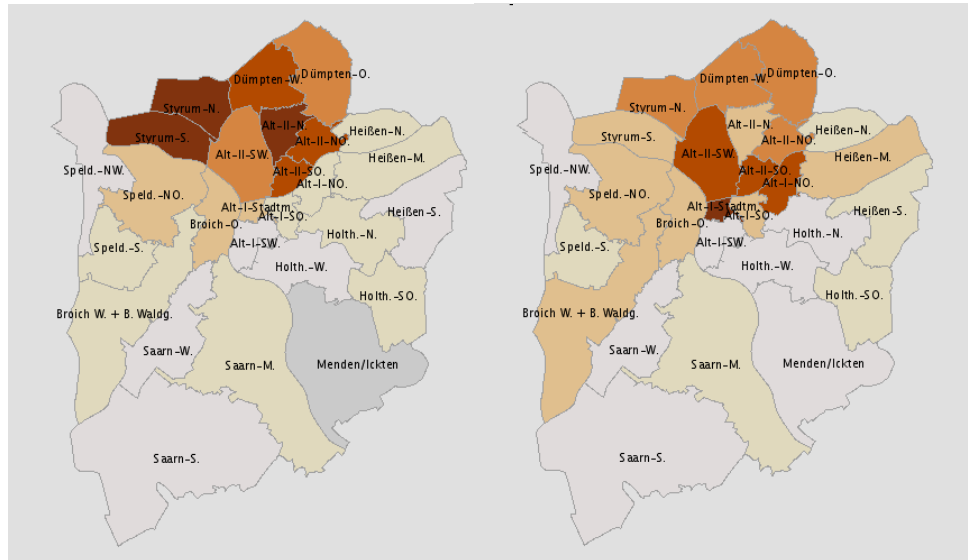 Dümpten-W.
Dümpten-O.
Styrum-N.
Styrum-S.
Alt-II-N.
Alt-II-NO.
Heißen-N.
Alt-II-SW.
Heißen-M.
Speld.-NW.
Alt-II-SO.
Alt-I-NO.
Speld.-NO.
Alt-I-Stadtm.
Heißen-S.
Alt-I-SO.
Broich-O.
Holth.-N.
Speld.-S.
Alt-I-SW.
Holth.-W.
Holth.-SO.
Broich W. + B. Waldg.
Saarn-W.
Saarn-M.
Menden/Ickten
Saarn-S.
Dümpten-W.
Dümpten-O.
Styrum-N.
Styrum-S.
Alt-II-N.
Alt-II-NO.
Heißen-N.
Alt-II-SW.
Heißen-M.
Speld.-NW.
Alt-II-SO.
Alt-I-NO.
Speld.-NO.
Alt-I-Stadtm.
Heißen-S.
Alt-I-SO.
Broich-O.
Holth.-N.
Speld.-S.
Alt-I-SW.
Holth.-W.
Holth.-SO.
Broich W. + B. Waldg.
Saarn-W.
Saarn-M.
Menden/Ickten
Saarn-S.